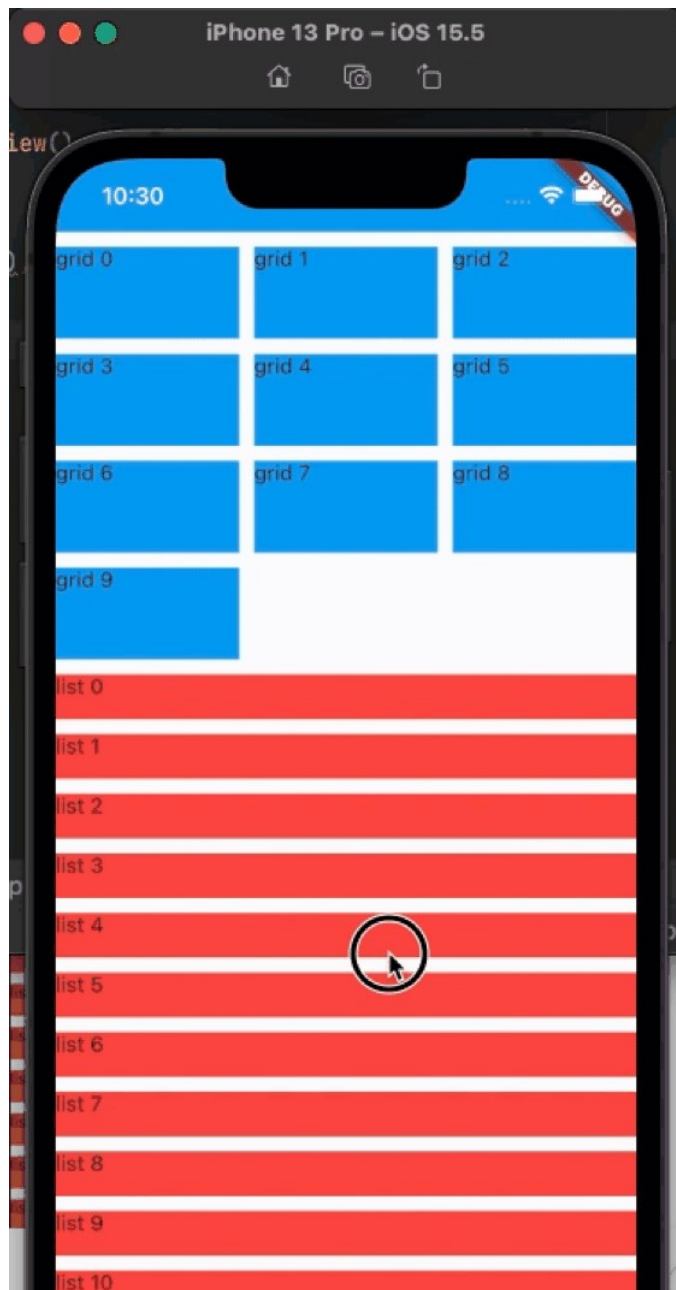 iPhone 13 Pro – iOS 15.5
iew()
10:30
DEBUG
grid 0 grid 1 grid 2
grid 3 grid 4 grid 5
grid 6 grid 7 grid 8
grid 9
list 0
list 1
list 2
list 3
list 4
list 5
list 6
list 7
list 8
list 9
list 10